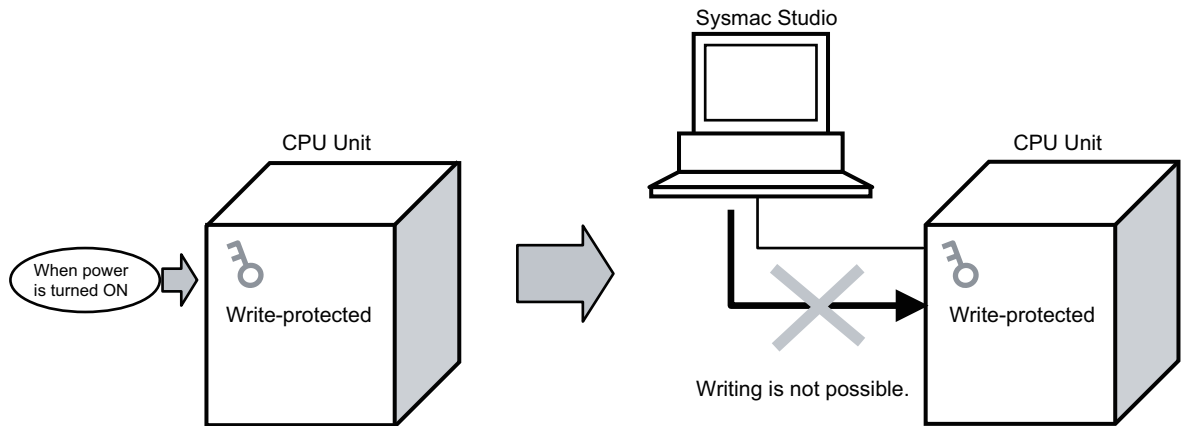 Sysmac Studio
CPU Unit
CPU Unit
When power
is turned ON
Write-protected
Write-protected
Writing is not possible.